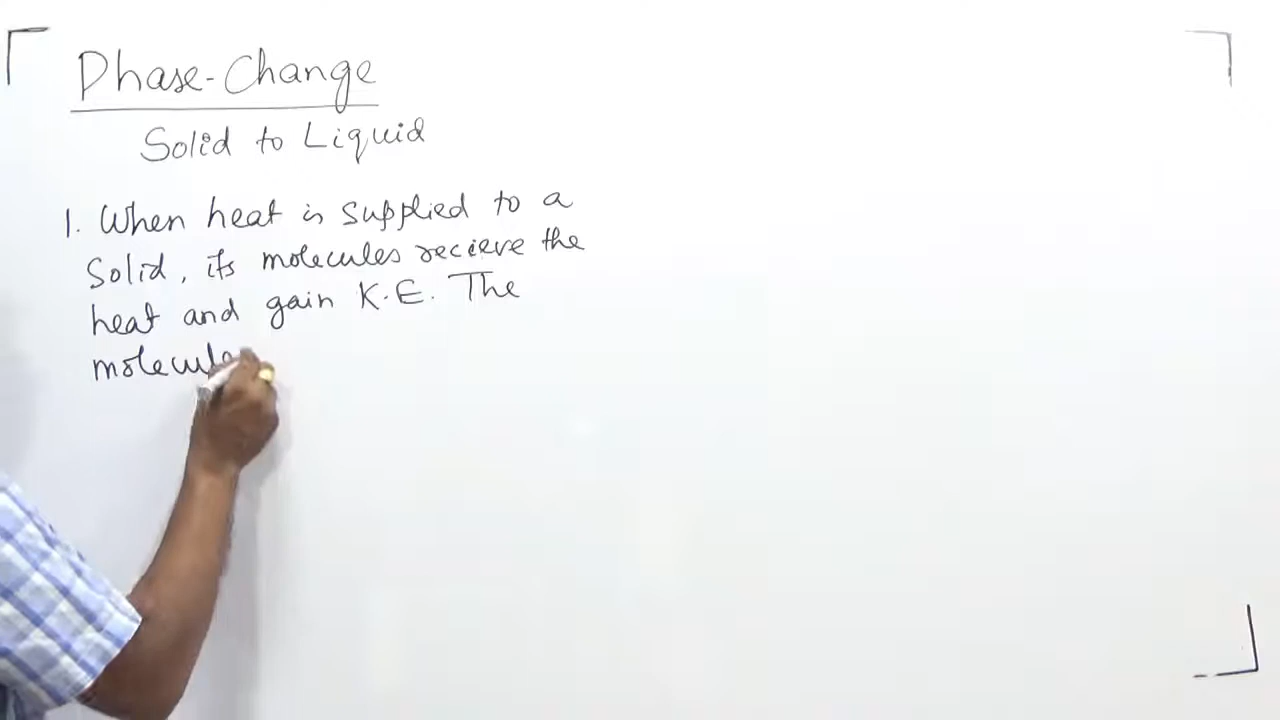 Phase-Change
Solid to Liquid
1. When heat is supplied to a
Solid, its molecules recieve the
heat and gain K.E. The
molecule